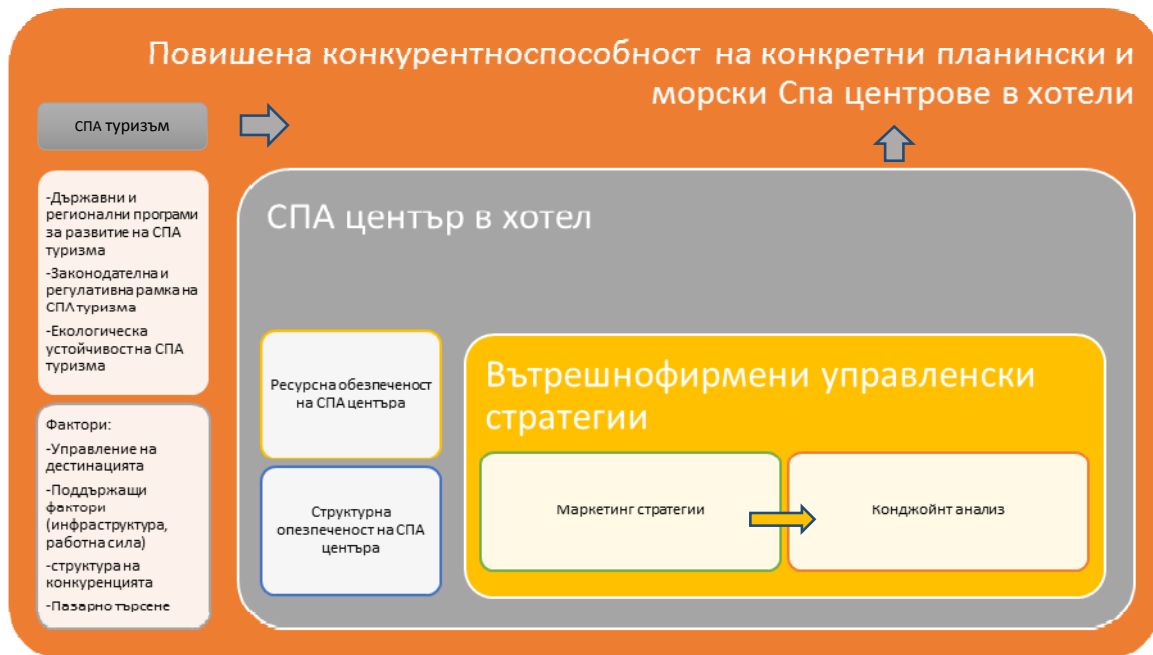 Повишена конкурентноспособност на конкретни планински и
морски Спа центрове в хотели
СПА туризъм
-Държавни и
регионални програми
за развитие на СПА
туризма
-Законодателна и
регулативна рамка на
СПА туризма
-Екологическа
устойчивост на СПА
туризма
Фактори:
-Управление на
дестинацията
-Поддържащи
фактори
(инфраструктура,
работна сила)
-структура на
конкуренцията
-Пазарно търсене
СПА център в хотел
Ресурсна обезпеченост
на СПА центъра
Структурна
опезпеченост на СПА
центъра
Вътрешнофирмени управленски
стратегии
Маркетинг стратегии
Конджойнт анализ